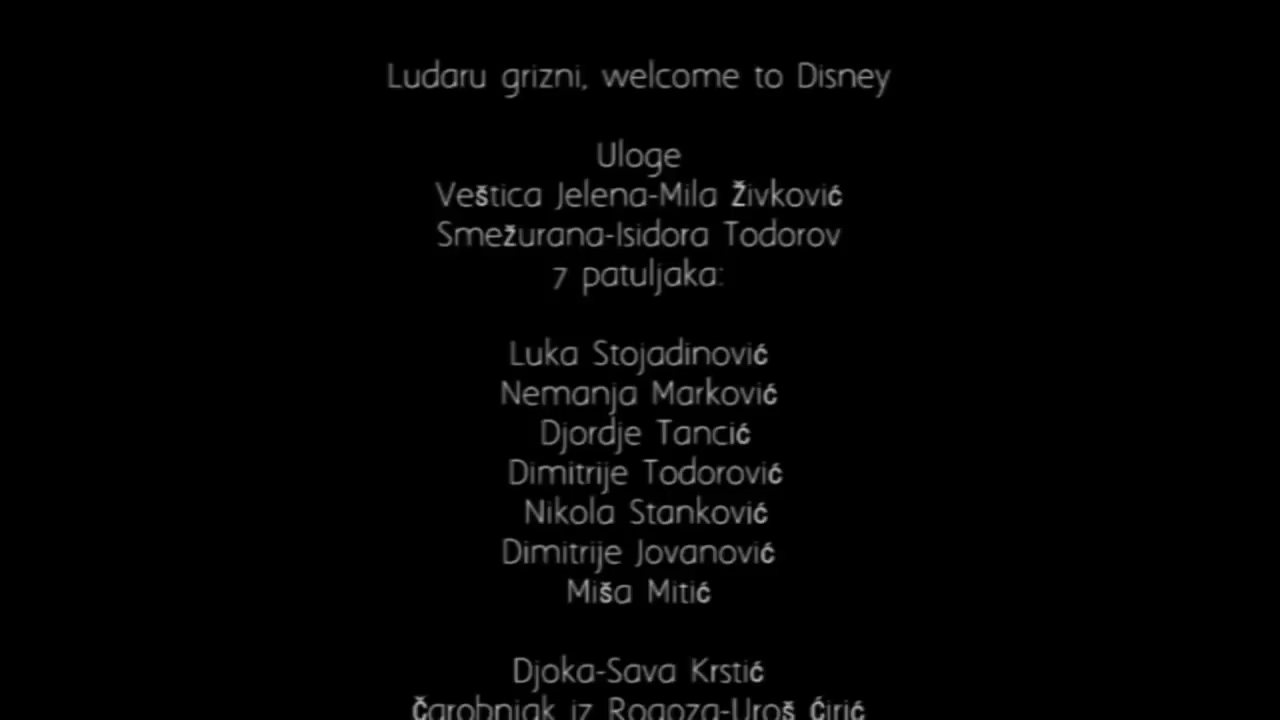 Ludaru grizni, welcome to Disney
Uloge
Veštica Jelena-Mila Živković
Smežurana-Isidora Todorov
7 patuljaka:
Luka Stojadinović
Nemanja Marković
Djordje Tancić
Dimitrije Todorović
Nikola Stanković
Dimitrije Jovanović
Miša Mitić
Djoka-Sava Krstić
Čarobnjak iz Rogoza-Uroš Ćirić